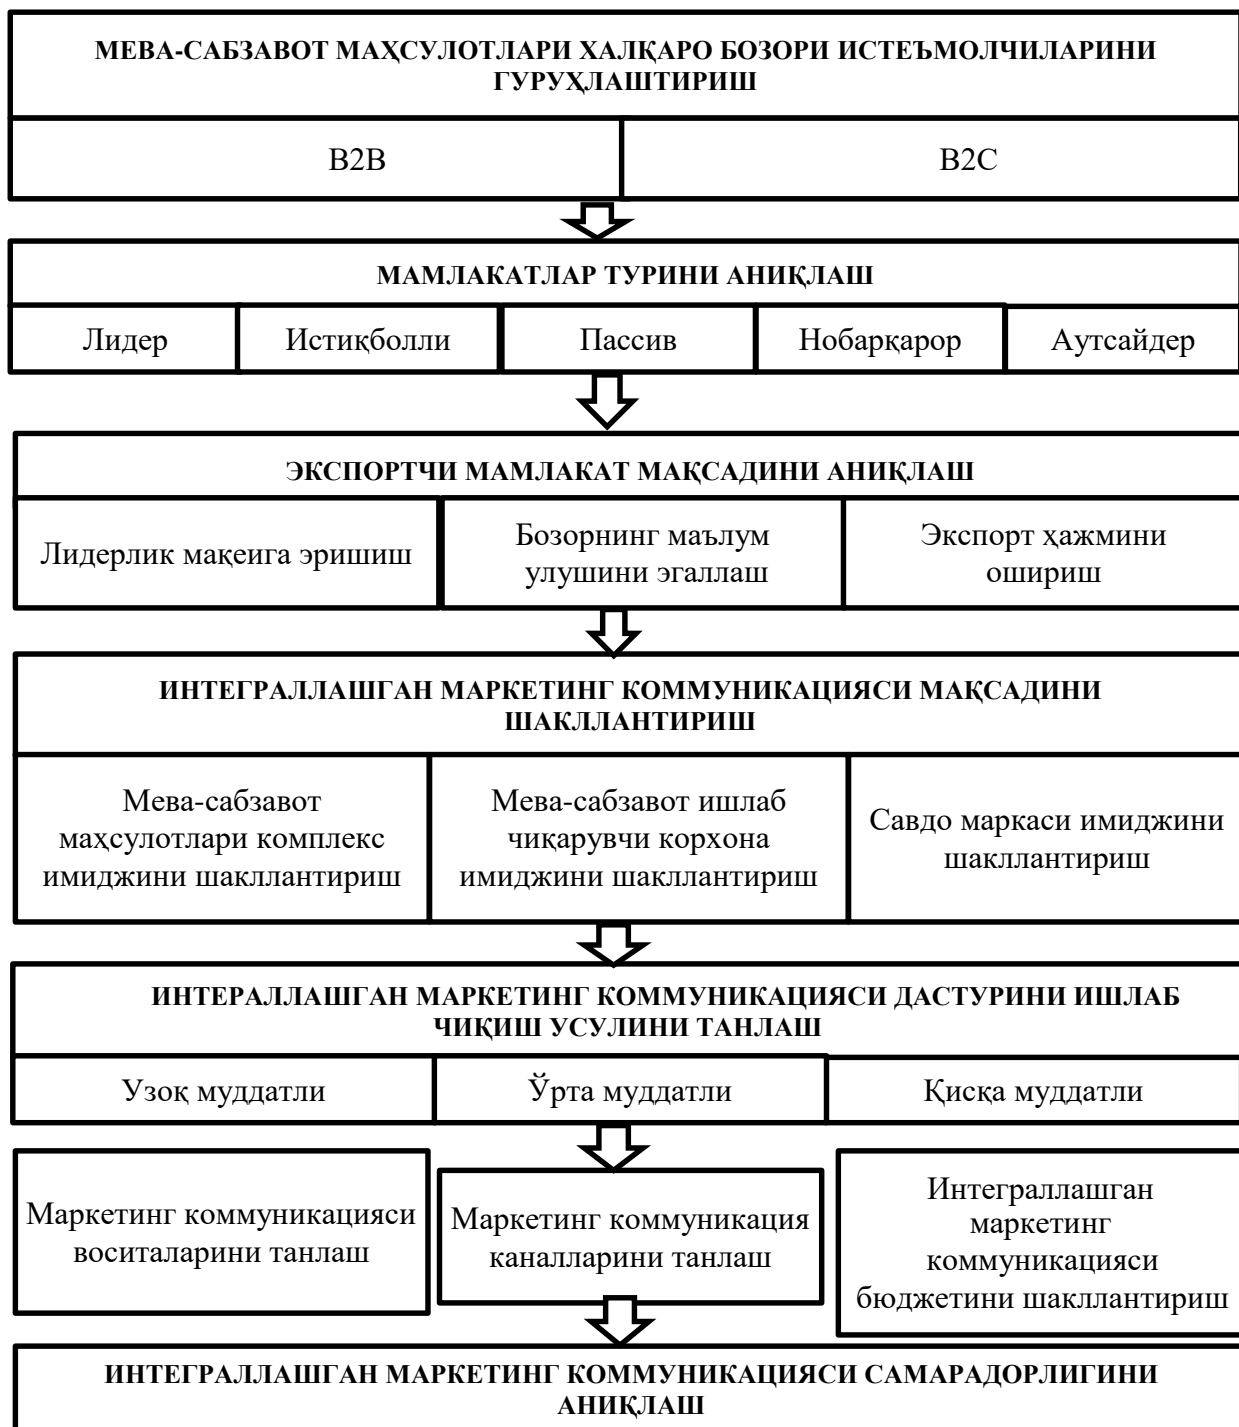 МЕВА-САБЗАВОТ МАҲСУЛОТЛАРИ ХАЛҚАРО БОЗОРИ ИСТЕЪМОЛЧИЛАРИНИ
ГУРУҲЛАШТИРИШ
B2B
B2C
МАМЛАКАТЛАР ТУРИНИ АНИҚЛАШ
Лидер
Истиқболли
Пассив
Нобарқарор
Аутсайдер
ЭКСПОРТЧИ МАМЛАКАТ МАҚСАДИНИ АНИҚЛАШ
Лидерлик мақеига эришиш
Бозорнинг маълум
улушини эгаллаш
Экспорт ҳажмини
ошириш
ИНТЕГРАЛЛАШГАН МАРКЕТИНГ КОММУНИКАЦИЯСИ МАҚСАДИНИ
ШАКЛЛАНТИРИШ
Мева-сабзавот
маҳсулотлари комплекс
имиджини шакллантириш
Мева-сабзавот ишлаб
чиқарувчи корхона
имиджини шакллантириш
Савдо маркаси имиджини
шакллантириш
ИНТЕРАЛЛАШГАН МАРКЕТИНГ КОММУНИКАЦИЯСИ ДАСТУРИНИ ИШЛАБ
ЧИҚИШ УСУЛИНИ ТАНЛАШ
Узоқ муддатли
Ўрта муддатли
Қисқа муддатли
Маркетинг коммуникацияси
воситаларини танлаш
Маркетинг коммуникация
каналларини танлаш
Интеграллашган
маркетинг
коммуникацияси
бюджетини шакллантириш
ИНТЕГРАЛЛАШГАН МАРКЕТИНГ КОММУНИКАЦИЯСИ САМАРАДОРЛИГИНИ
АНИҚЛАШ